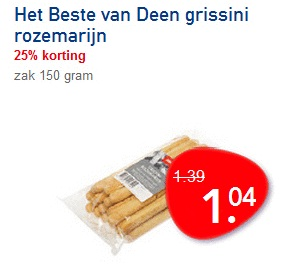 Het Beste van Deen grissini
rozemarijn
25% korting
zak 150 gram
1.39
1.04